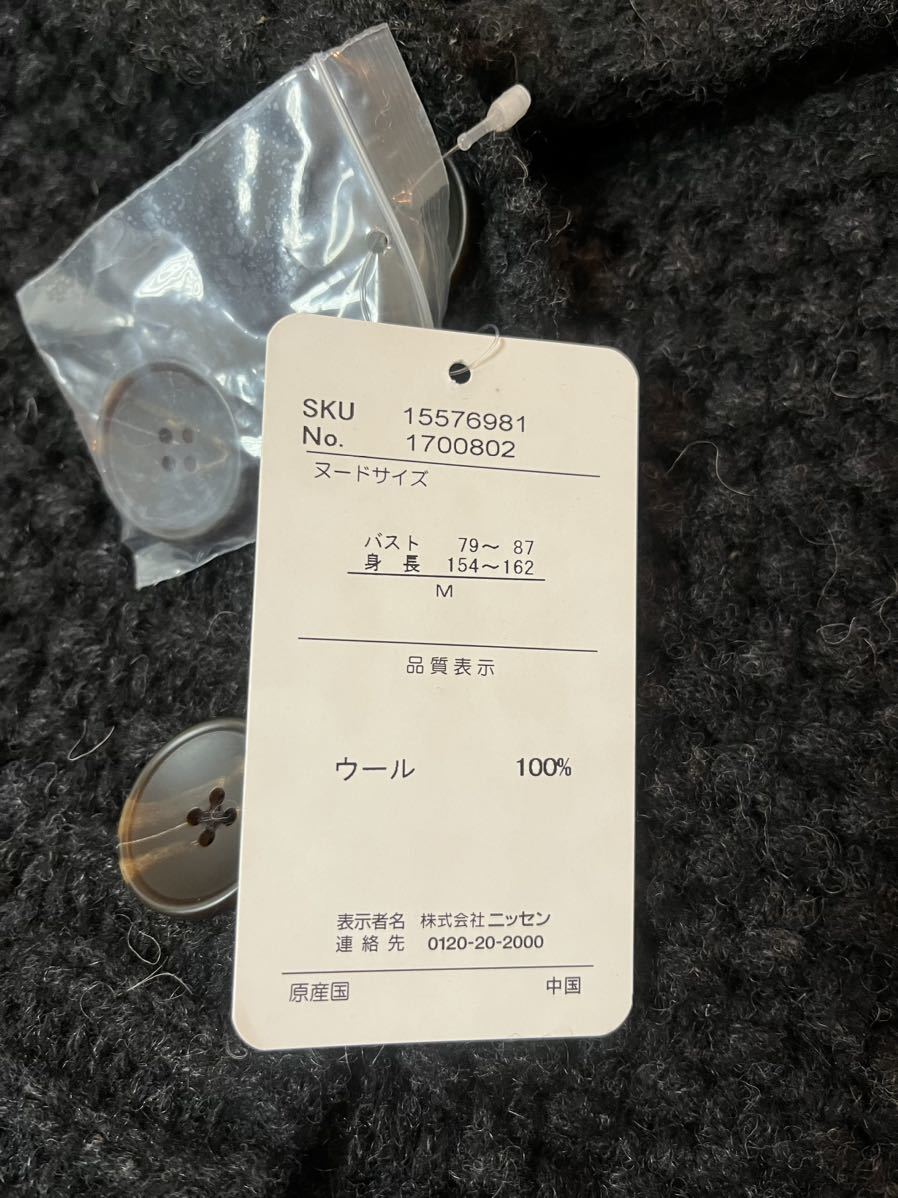 SKU 15576981
No. 1700802
ヌードサイズ
バスト 79～ 87
身長 154～162
M
品質表示
ウール 100%
表示者名 株式会社ニッセン
連絡先 0120-20-2000
原産国 中国